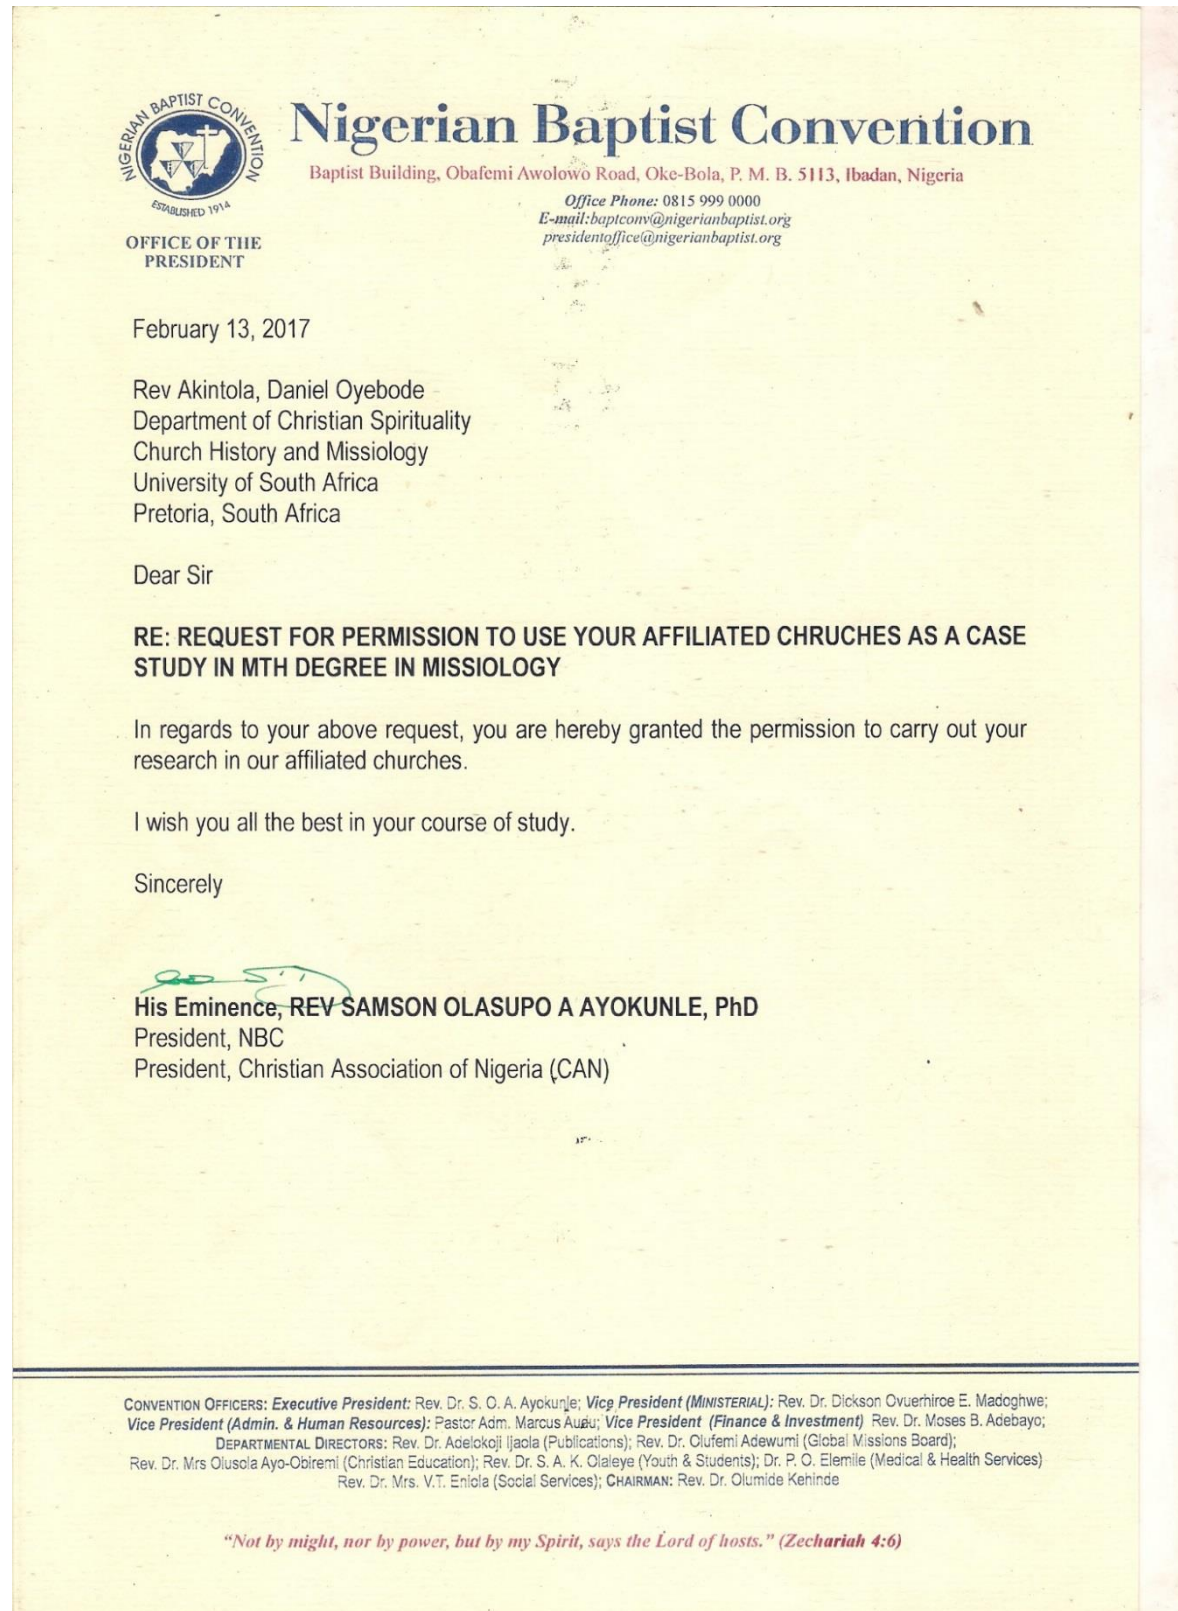 NIGERIAN BAPTIST CONVENTION
ESTABLISHED 1914
OFFICE OF THE
PRESIDENT
Nigerian Baptist Convention
Baptist Building, Obafemi Awolowo Road, Oke-Bola, P. M. B. 5113, Ibadan, Nigeria
Office Phone: 0815 999 0000
E-mail:baptconv@nigerianbaptist.org
presidentoffice@nigerianbaptist.org
February 13, 2017
Rev Akintola, Daniel Oyebode
Department of Christian Spirituality
Church History and Missiology
University of South Africa
Pretoria, South Africa
Dear Sir
RE: REQUEST FOR PERMISSION TO USE YOUR AFFILIATED CHRUCHES AS A CASE
STUDY IN MTH DEGREE IN MISSIOLOGY
In regards to your above request, you are hereby granted the permission to carry out your
research in our affiliated churches.
I wish you all the best in your course of study.
Sincerely
His Eminence, REV SAMSON OLASUPO A AYOKUNLE, PhD
President, NBC
President, Christian Association of Nigeria (CAN)
CONVENTION OFFICERS: Executive President: Rev. Dr. S. O. A. Ayokunle; Vice President (MINISTERIAL): Rev. Dr. Dickson Ovuerhiroe E. Madoghwe;
Vice President (Admin. & Human Resources): Pastor Adm. Marcus Audu; Vice President (Finance & Investment) Rev. Dr. Moses B. Adebayo;
DEPARTMENTAL DIRECTORS: Rev. Dr. Adelokoji Ijaola (Publications); Rev. Dr. Olufemi Adewumi (Global Missions Board);
Rev. Dr. Mrs Olusola Ayo-Obiremi (Christian Education); Rev. Dr. S. A. K. Olaleye (Youth & Students); Dr. P. O. Elemile (Medical & Health Services)
Rev. Dr. Mrs. V.T. Eniola (Social Services); CHAIRMAN: Rev. Dr. Olumide Kehinde
"Not by might, nor by power, but by my Spirit, says the Lord of hosts." (Zechariah 4:6)